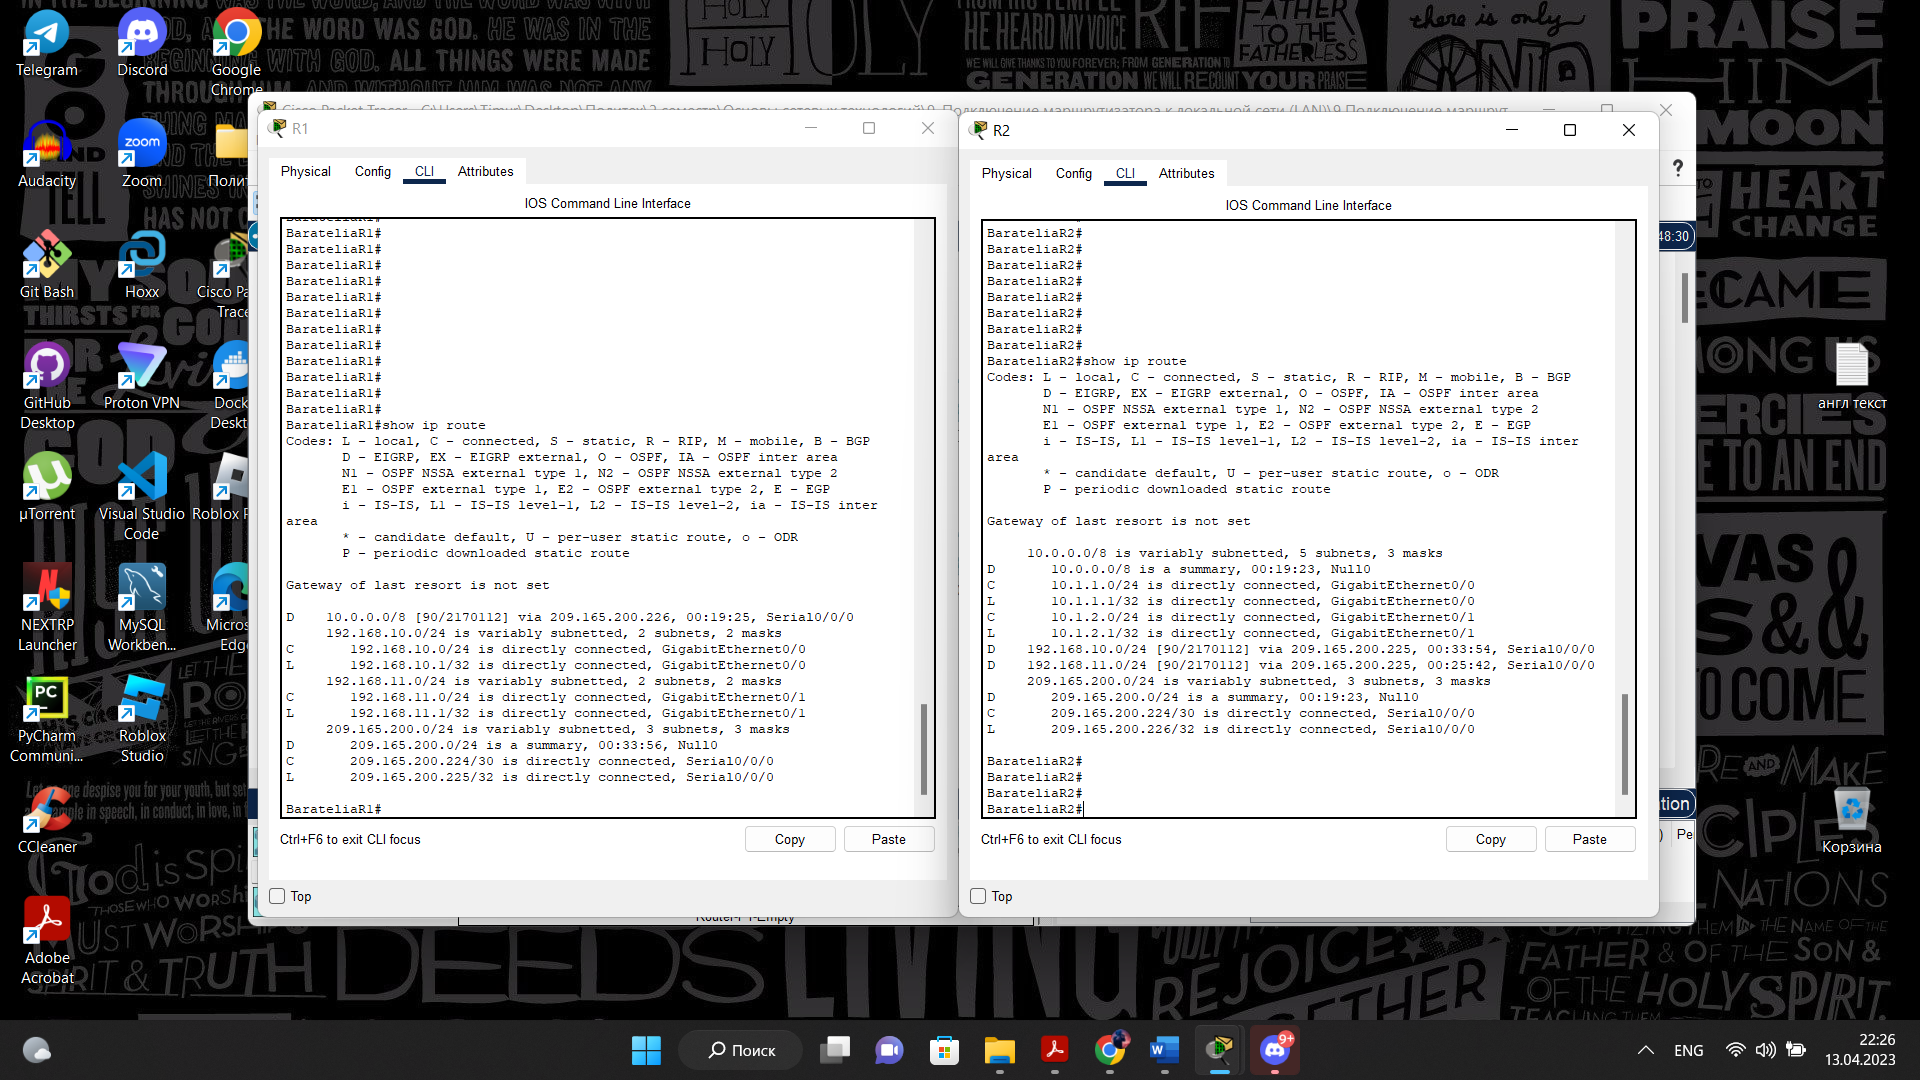 Telegram
Discord
Google
Chrome
Audacity
Zoom
Git Bash
Hoxx
GitHub
Desktop
Proton VPN
µTorrent
Visual Studio
Code
NEXTRP
Launcher
MySQL
Workben...
PyCharm
Communi...
Roblox
Studio
CCleaner
Adobe
Acrobat
R1
Physical
Config
CLI
Attributes
IOS Command Line Interface
BarateliaR1#
BarateliaR1#
BarateliaR1#
BarateliaR1#
BarateliaR1#
BarateliaR1#
BarateliaR1#
BarateliaR1#
BarateliaR1#
BarateliaR1#
BarateliaR1#
BarateliaR1#
BarateliaR1#
BarateliaR1#show ip route
Codes: L - local, C - connected, S - static, R - RIP, M - mobile, B - BGP
D - EIGRP, EX - EIGRP external, O - OSPF, IA - OSPF inter area
N1 - OSPF NSSA external type 1, N2 - OSPF NSSA external type 2
E1 - OSPF external type 1, E2 - OSPF external type 2, E - EGP
i - IS-IS, L1 - IS-IS level-1, L2 - IS-IS level-2, ia - IS-IS inter
area
* - candidate default, U - per-user static route, o - ODR
P - periodic downloaded static route
Gateway of last resort is not set
D 10.0.0.0/8 [90/2170112] via 209.165.200.226, 00:19:25, Serial0/0/0
192.168.10.0/24 is variably subnetted, 2 subnets, 2 masks
C 192.168.10.0/24 is directly connected, GigabitEthernet0/0
L 192.168.10.1/32 is directly connected, GigabitEthernet0/0
192.168.11.0/24 is variably subnetted, 2 subnets, 2 masks
C 192.168.11.0/24 is directly connected, GigabitEthernet0/1
L 192.168.11.1/32 is directly connected, GigabitEthernet0/1
209.165.200.0/24 is variably subnetted, 3 subnets, 3 masks
D 209.165.200.0/24 is a summary, 00:33:56, Null0
C 209.165.200.224/30 is directly connected, Serial0/0/0
L 209.165.200.225/32 is directly connected, Serial0/0/0
BarateliaR1#
Ctrl+F6 to exit CLI focus
Copy
Paste
Top
R2
Physical
Config
CLI
Attributes
IOS Command Line Interface
BarateliaR2#
BarateliaR2#
BarateliaR2#
BarateliaR2#
BarateliaR2#
BarateliaR2#
BarateliaR2#
BarateliaR2#
BarateliaR2#show ip route
Codes: L - local, C - connected, S - static, R - RIP, M - mobile, B - BGP
D - EIGRP, EX - EIGRP external, O - OSPF, IA - OSPF inter area
N1 - OSPF NSSA external type 1, N2 - OSPF NSSA external type 2
E1 - OSPF external type 1, E2 - OSPF external type 2, E - EGP
i - IS-IS, L1 - IS-IS level-1, L2 - IS-IS level-2, ia - IS-IS inter
area
* - candidate default, U - per-user static route, o - ODR
P - periodic downloaded static route
Gateway of last resort is not set
10.0.0.0/8 is variably subnetted, 5 subnets, 3 masks
D 10.0.0.0/8 is a summary, 00:19:23, Null0
C 10.1.1.0/24 is directly connected, GigabitEthernet0/0
L 10.1.1.1/32 is directly connected, GigabitEthernet0/0
C 10.1.2.0/24 is directly connected, GigabitEthernet0/1
L 10.1.2.1/32 is directly connected, GigabitEthernet0/1
D 192.168.10.0/24 [90/2170112] via 209.165.200.225, 00:33:54, Serial0/0/0
D 192.168.11.0/24 [90/2170112] via 209.165.200.225, 00:25:42, Serial0/0/0
209.165.200.0/24 is variably subnetted, 3 subnets, 3 masks
D 209.165.200.0/24 is a summary, 00:19:23, Null0
C 209.165.200.224/30 is directly connected, Serial0/0/0
L 209.165.200.226/32 is directly connected, Serial0/0/0
BarateliaR2#
BarateliaR2#
BarateliaR2#
BarateliaR2#
Ctrl+F6 to exit CLI focus
Copy
Paste
Top
48:30
?
англ текст
Корзина
Поиск
9+
ENG
22:26
13.04.2023